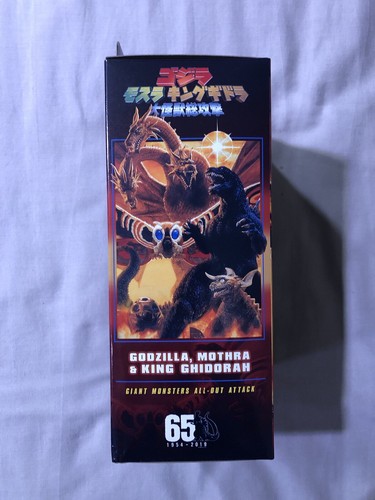 ゴジラ
モスラ キングギドラ
大怪獣総攻撃
GODZILLA, MOTHRA
& KING GHIDORAH
GIANT MONSTERS ALL-OUT ATTACK
65
1954-2019